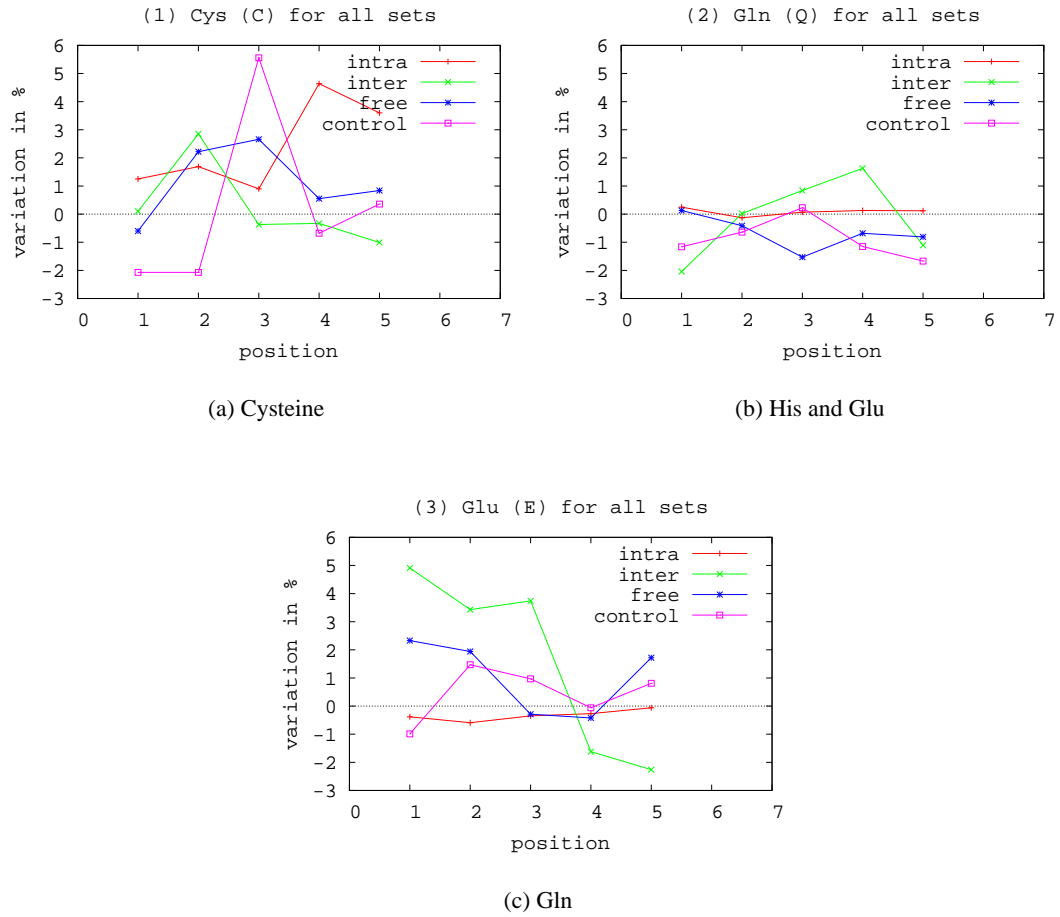 (1) Cys (C) for all sets
variation in %
6
5
4
3
2
1
0
-1
-2
-3
0 1 2 3 4 5 6 7
position
intra
inter
free
control
(a) Cysteine
(2) Gln (Q) for all sets
variation in %
6
5
4
3
2
1
0
-1
-2
-3
0 1 2 3 4 5 6 7
position
intra
inter
free
control
(b) His and Glu
(3) Glu (E) for all sets
variation in %
6
5
4
3
2
1
0
-1
-2
-3
0 1 2 3 4 5 6 7
position
intra
inter
free
control
(c) Gln